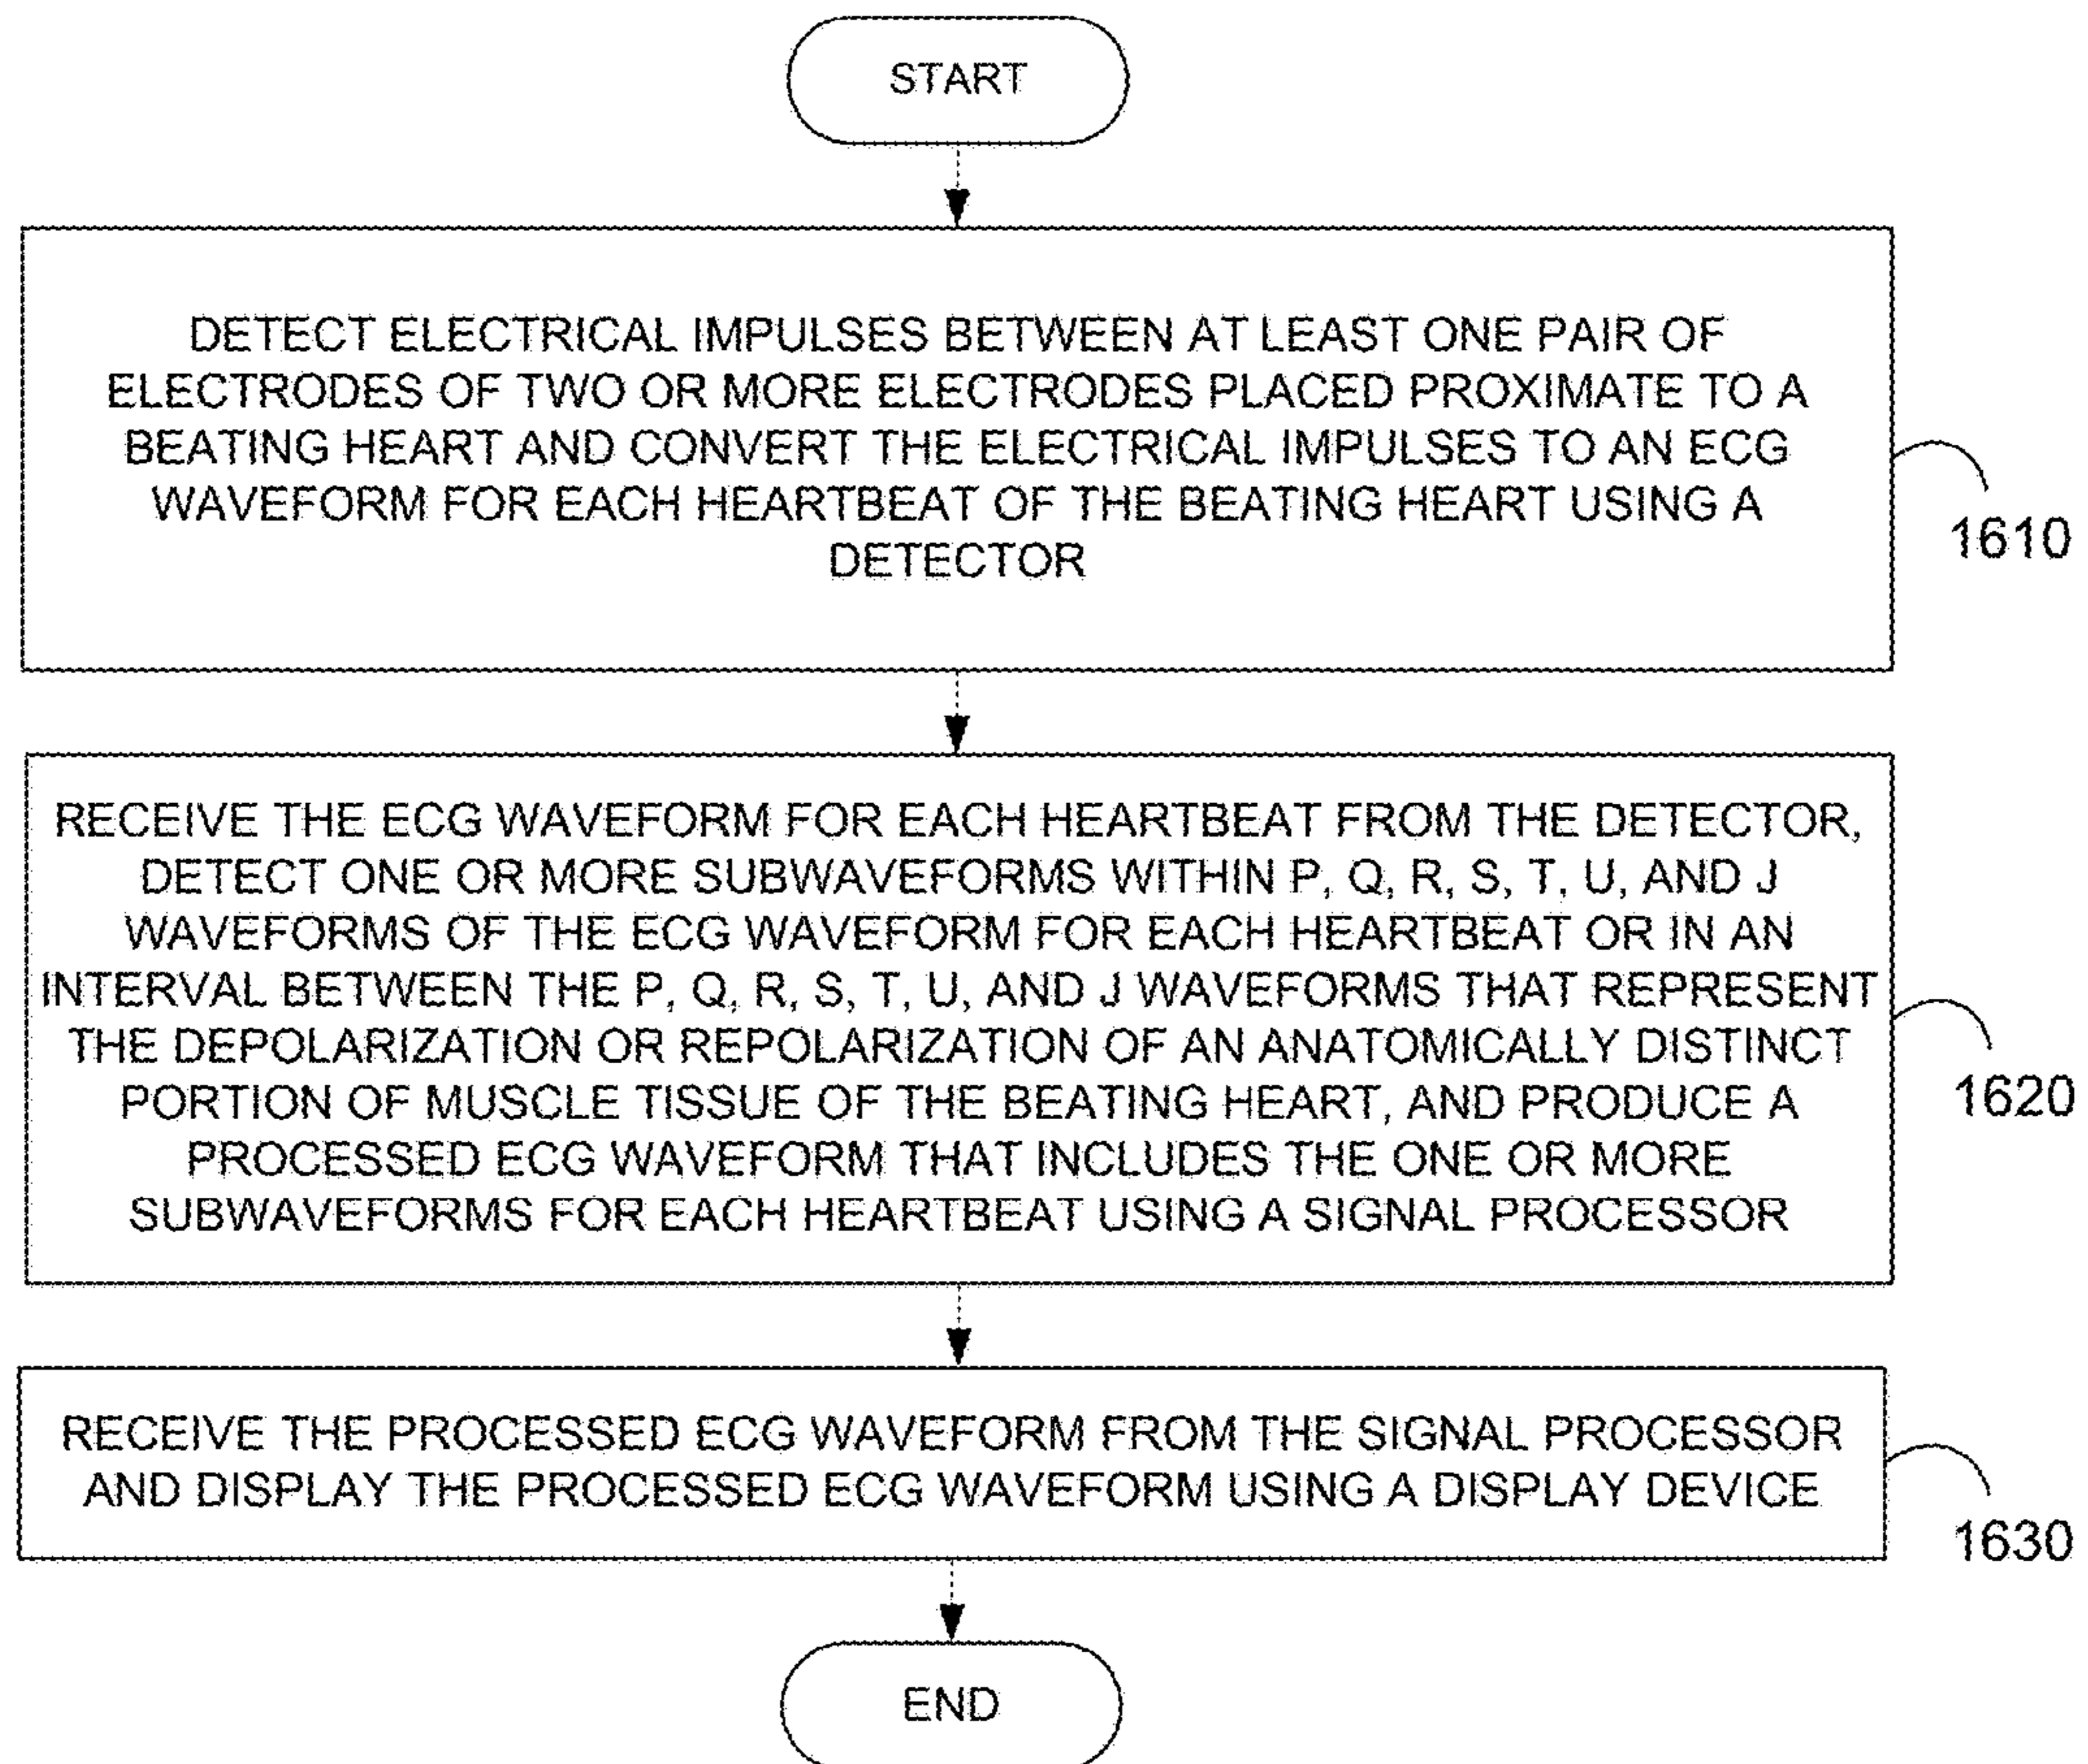 START
DETECT ELECTRICAL IMPULSES BETWEEN AT LEAST ONE PAIR OF
ELECTRODES OF TWO OR MORE ELECTRODES PLACED PROXIMATE TO A
BEATING HEART AND CONVERT THE ELECTRICAL IMPULSES TO AN ECG
WAVEFORM FOR EACH HEARTBEAT OF THE BEATING HEART USING A
DETECTOR
1610
RECEIVE THE ECG WAVEFORM FOR EACH HEARTBEAT FROM THE DETECTOR,
DETECT ONE OR MORE SUBWAVEFORMS WITHIN P, Q, R, S, T, U, AND J
WAVEFORMS OF THE ECG WAVEFORM FOR EACH HEARTBEAT OR IN AN
INTERVAL BETWEEN THE P, Q, R, S, T, U, AND J WAVEFORMS THAT REPRESENT
THE DEPOLARIZATION OR REPOLARIZATION OF AN ANATOMICALLY DISTINCT
PORTION OF MUSCLE TISSUE OF THE BEATING HEART, AND PRODUCE A
PROCESSED ECG WAVEFORM THAT INCLUDES THE ONE OR MORE
SUBWAVEFORMS FOR EACH HEARTBEAT USING A SIGNAL PROCESSOR
1620
RECEIVE THE PROCESSED ECG WAVEFORM FROM THE SIGNAL PROCESSOR
AND DISPLAY THE PROCESSED ECG WAVEFORM USING A DISPLAY DEVICE
1630
END